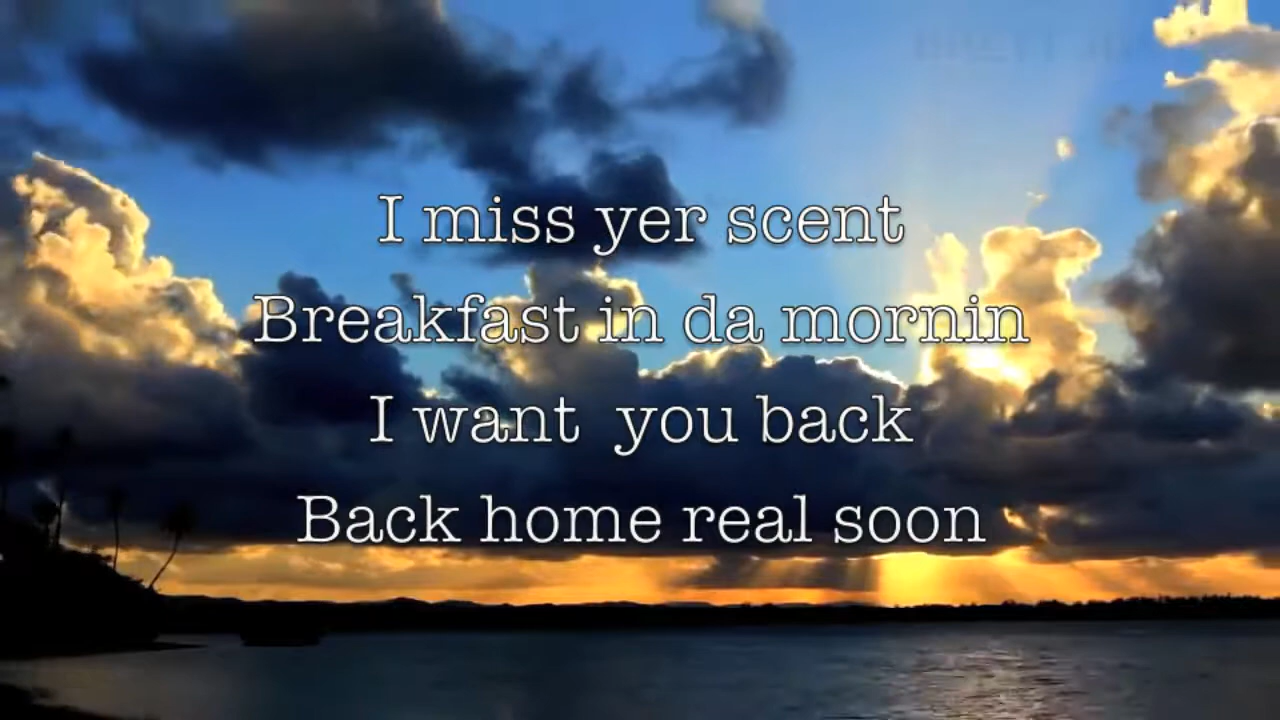 I miss yer scent
Breakfast in da mornin
I want  you back
Back home real soon